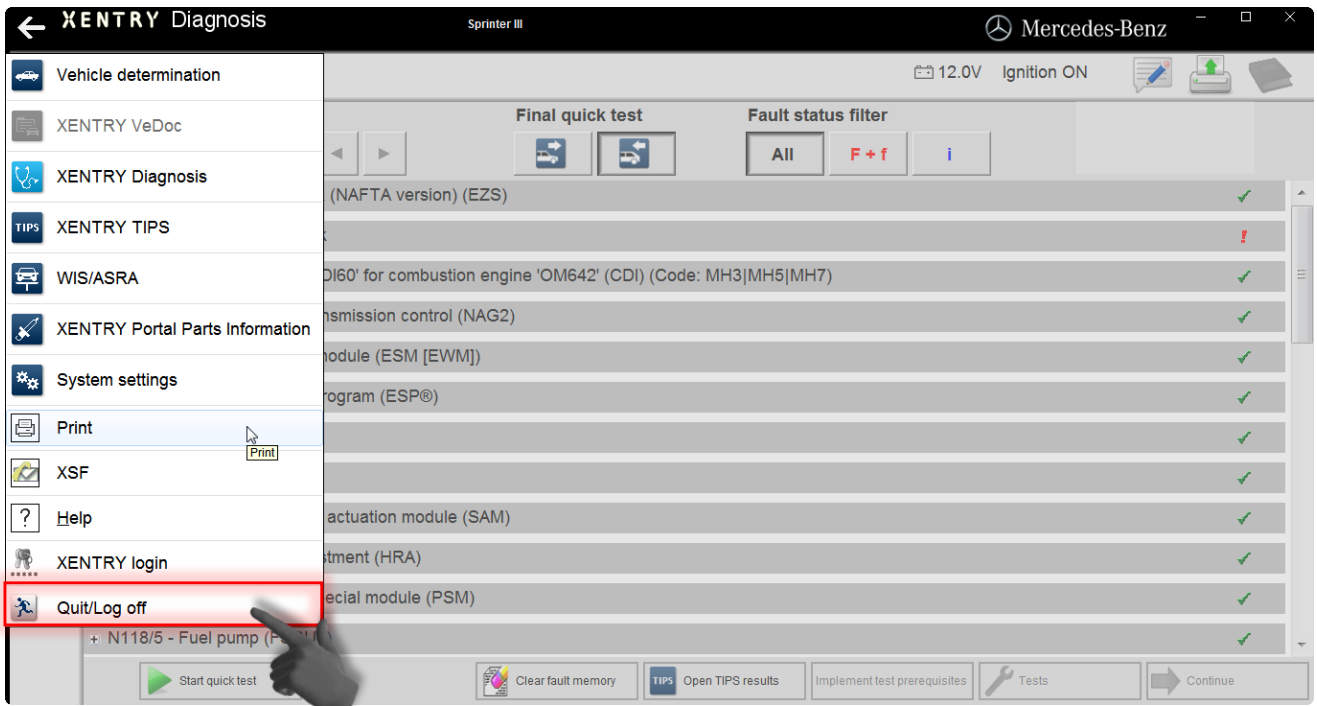 XENTRY Diagnosis
Sprinter III
Mercedes-Benz
Vehicle determination
XENTRY VeDoc
XENTRY Diagnosis
TIPS XENTRY TIPS
WIS/ASRA
XENTRY Portal Parts Information
System settings
Print
Print
XSF
? Help
XENTRY login
Quit/Log off
12.0V Ignition ON
Final quick test
Fault status filter
All F + f i
(NAFTA version) (EZS)
DI60' for combustion engine 'OM642' (CDI) (Code: MH3|MH5|MH7)
nsmission control (NAG2)
nodule (ESM [EWM])
rogram (ESP®)
actuation module (SAM)
stment (HRA)
ecial module (PSM)
+ N118/5 - Fuel pump
Start quick test
Clear fault memory
TIPS Open TIPS results
Implement test prerequisites
Tests
Continue